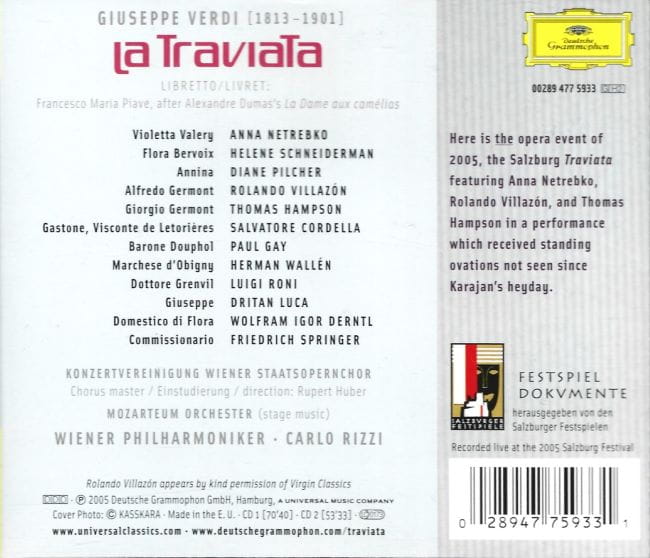 GIUSEPPE VERDI [1813-1901]
La Traviata
LIBRETTO/LIVRET:
Francesco Maria Piave, after Alexandre Dumas's La Dame aux camélias
Violetta Valery ANNA NETREBKO
Flora Bervoix HELENE SCHNEIDERMAN
Annina DIANE PILCHER
Alfredo Germont ROLANDO VILLAZÓN
Giorgio Germont THOMAS HAMPSON
Gastone, Visconte de Letorières SALVATORE CORDELLA
Barone Douphol PAUL GAY
Marchese d'Obigny HERMAN WALLÉN
Dottore Grenvil LUIGI RONI
Giuseppe DRITAN LUCA
Domestico di Flora WOLFRAM IGOR DERNTL
Commissionario FRIEDRICH SPRINGER
KONZERTVEREINIGUNG WIENER STAATSOPERNCHOR
Chorus master / Einstudierung / direction: Rupert Huber
MOZARTEUM ORCHESTER (stage music)
WIENER PHILHARMONIKER · CARLO RIZZI
Rolando Villazón appears by kind permission of Virgin Classics
DDD · ℗ 2005 Deutsche Grammophon GmbH, Hamburg, A UNIVERSAL MUSIC COMPANY
Cover Photo: © KASSKARA · Made in the E. U. · CD 1 [70'40] · CD 2 [53'33] ·
www.universalclassics.com · www.deutschegrammophon.com/traviata
Deutsche
Grammophon
00289 477 5933 GH2
Here is the opera event of
2005, the Salzburg Traviata
featuring Anna Netrebko,
Rolando Villazón, and Thomas
Hampson in a performance
which received standing
ovations not seen since
Karajan's heyday.
SALZBURGER
FESTSPIELE
FESTSPIEL
DOKUMENTE
herausgegeben von den
Salzburger Festspielen
Recorded live at the 2005 Salzburg Festival
0 28947 75933 1